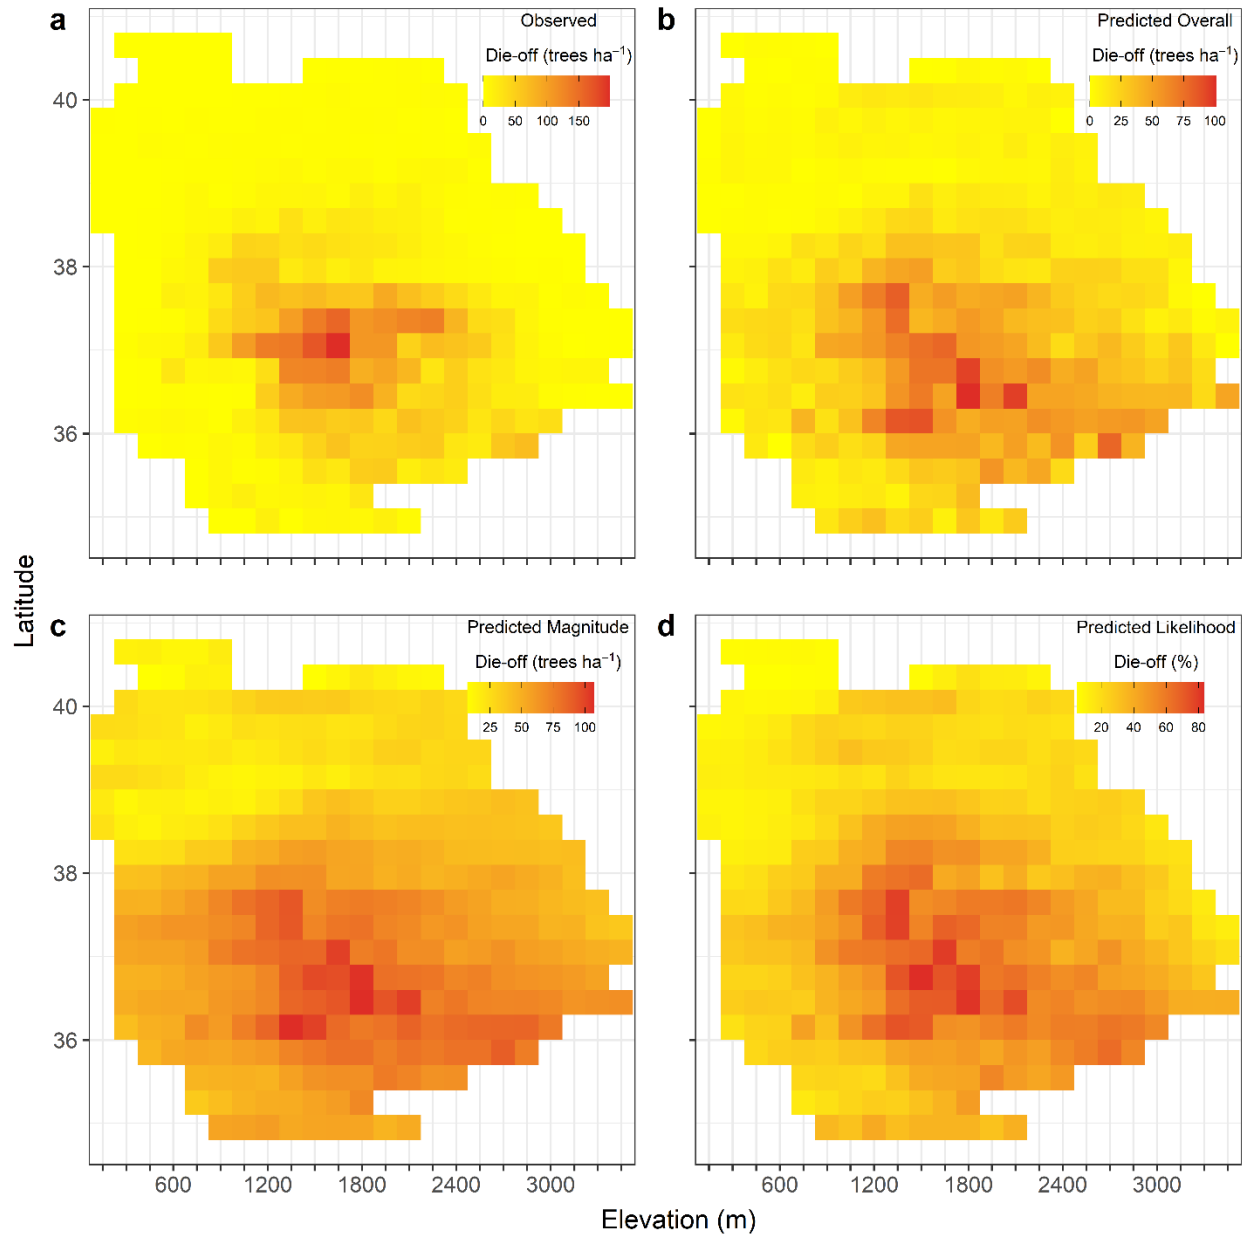 a
Observed
Die-off (trees ha⁻¹)
0 50 100 150
b
Predicted Overall
Die-off (trees ha⁻¹)
0 25 50 75 100
40
38
36
Latitude
c
Predicted Magnitude
Die-off (trees ha⁻¹)
25 50 75 100
d
Predicted Likelihood
Die-off (%)
20 40 60 80
40
38
36
600 1200 1800 2400 3000
600 1200 1800 2400 3000
Elevation (m)